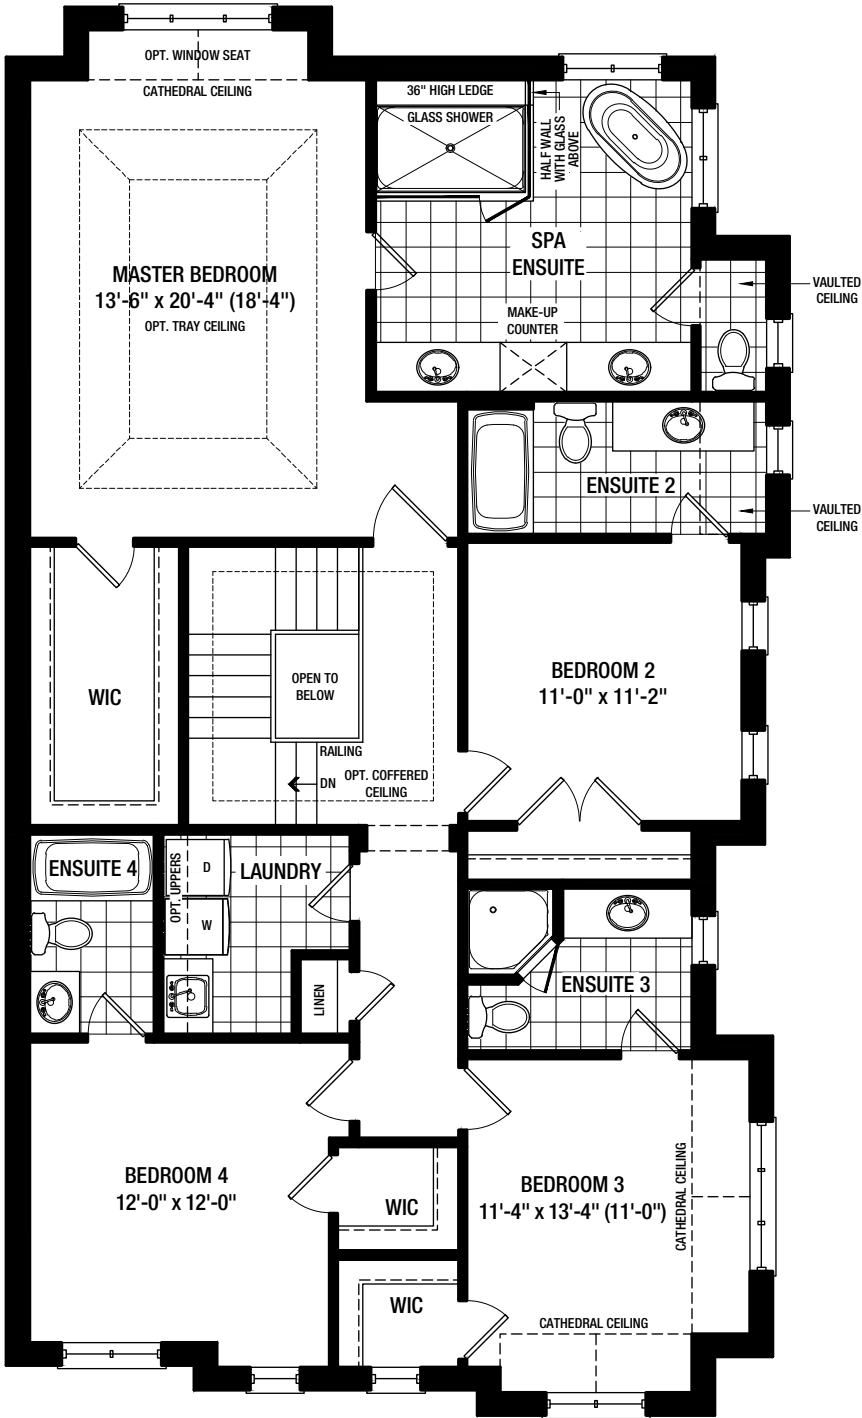 OPT. WINDOW SEAT
CATHEDRAL CEILING
36" HIGH LEDGE
GLASS SHOWER
HALF WALL
WITH GLASS
ABOVE
SPA
ENSUITE
MASTER BEDROOM
13'-6" x 20'-4" (18'-4")
OPT. TRAY CEILING
MAKE-UP
COUNTER
VAULTED
CEILING
ENSUITE 2
VAULTED
CEILING
WIC
OPEN TO
BELOW
RAILING
DN
OPT. COFFERED
CEILING
BEDROOM 2
11'-0" x 11'-2"
ENSUITE 4
OPT. UPPERS
D
W
LAUNDRY
LINEN
ENSUITE 3
BEDROOM 4
12'-0" x 12'-0"
WIC
BEDROOM 3
11'-4" x 13'-4" (11'-0")
CATHEDRAL CEILING
WIC
CATHEDRAL CEILING